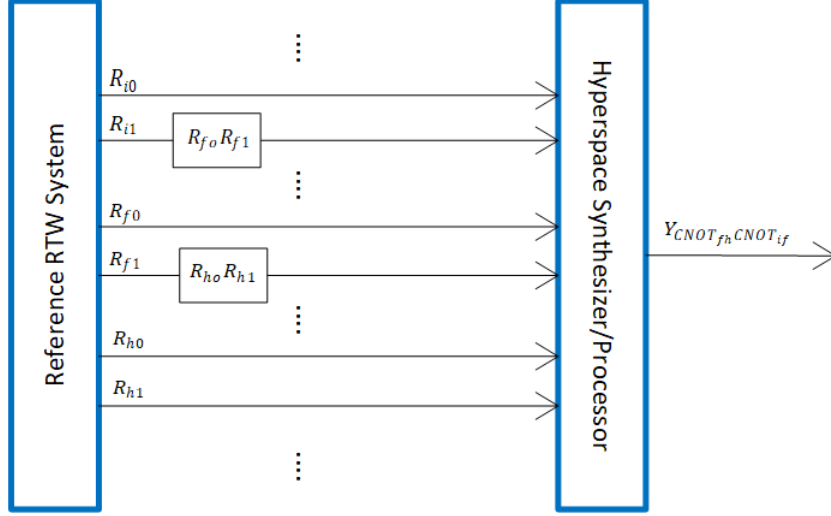 Reference RTW System
R_{i0}
R_{i1}
R_{fo}R_{f1}
R_{f0}
R_{f1}
R_{ho}R_{h1}
R_{h0}
R_{h1}
Hyperspace Synthesizer/Processor
Y_{CNOT_{fh}CNOT_{if}}